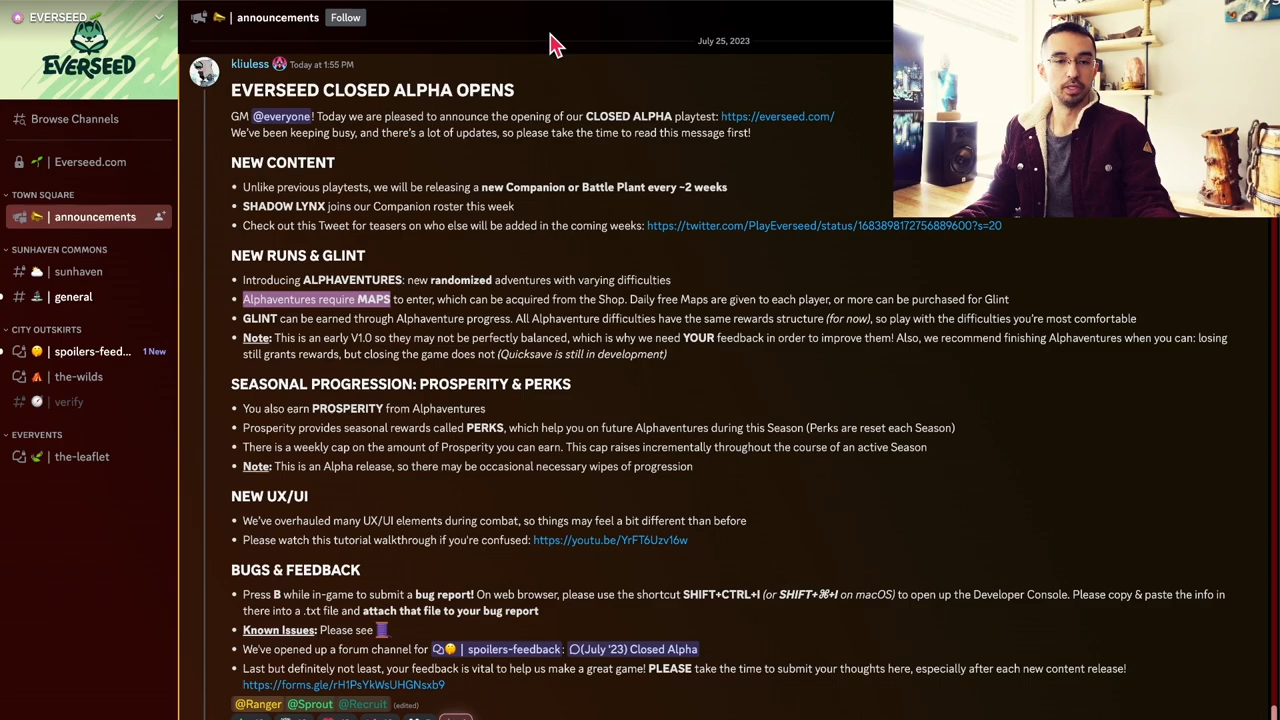 EVERSEED
EVERSEED
Browse Channels
Everseed.com
TOWN SQUARE
announcements
SUNHAVEN COMMONS
sunhaven
general
CITY OUTSKIRTS
spoilers-feed... 1 New
the-wilds
verify
EVERVENTS
the-leaflet
announcements Follow
July 25, 2023
kliuless Today at 1:55 PM
EVERSEED CLOSED ALPHA OPENS
GM @everyone! Today we are pleased to announce the opening of our CLOSED ALPHA playtest: https://everseed.com/
We've been keeping busy, and there's a lot of updates, so please take the time to read this message first!
NEW CONTENT
• Unlike previous playtests, we will be releasing a new Companion or Battle Plant every ~2 weeks
• SHADOW LYNX joins our Companion roster this week
• Check out this Tweet for teasers on who else will be added in the coming weeks: https://twitter.com/PlayEverseed/status/1683898172756889600?s=20
NEW RUNS & GLINT
• Introducing ALPHAVENTURES: new randomized adventures with varying difficulties
• Alphaventures require MAPS to enter, which can be acquired from the Shop. Daily free Maps are given to each player, or more can be purchased for Glint
• GLINT can be earned through Alphaventure progress. All Alphaventure difficulties have the same rewards structure (for now), so play with the difficulties you're most comfortable
• Note: This is an early V1.0 so they may not be perfectly balanced, which is why we need YOUR feedback in order to improve them! Also, we recommend finishing Alphaventures when you can: losing
still grants rewards, but closing the game does not (Quicksave is still in development)
SEASONAL PROGRESSION: PROSPERITY & PERKS
• You also earn PROSPERITY from Alphaventures
• Prosperity provides seasonal rewards called PERKS, which help you on future Alphaventures during this Season (Perks are reset each Season)
• There is a weekly cap on the amount of Prosperity you can earn. This cap raises incrementally throughout the course of an active Season
• Note: This is an Alpha release, so there may be occasional necessary wipes of progression
NEW UX/UI
• We've overhauled many UX/UI elements during combat, so things may feel a bit different than before
• Please watch this tutorial walkthrough if you're confused: https://youtu.be/YrFT6Uzv16w
BUGS & FEEDBACK
• Press B while in-game to submit a bug report! On web browser, please use the shortcut SHIFT+CTRL+I (or SHIFT+⌘+I on macOS) to open up the Developer Console. Please copy & paste the info in
there into a .txt file and attach that file to your bug report
• Known Issues: Please see
• We've opened up a forum channel for spoilers-feedback: (July '23) Closed Alpha
• Last but definitely not least, your feedback is vital to help us make a great game! PLEASE take the time to submit your thoughts here, especially after each new content release!
https://forms.gle/rH1PsYkWsUHGNsxb9
@Ranger @Sprout @Recruit (edited)